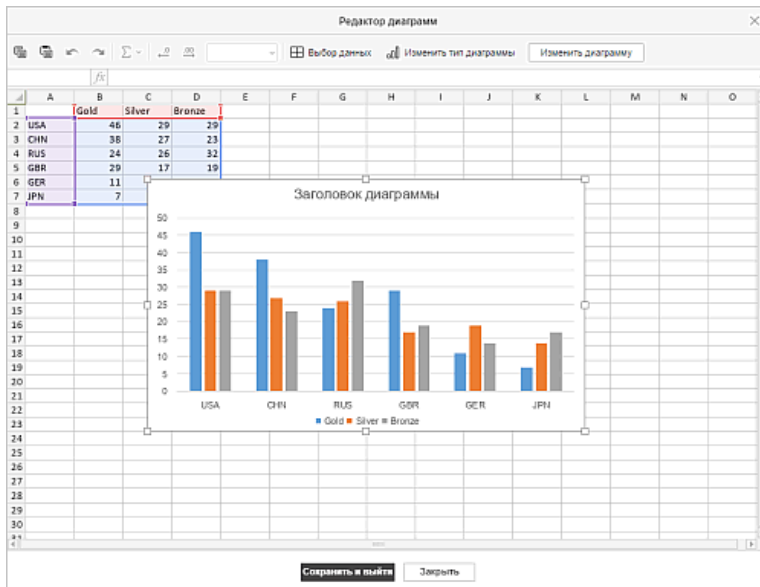 Редактор диаграмм
Выбор данных Изменить тип диаграммы Изменить диаграмму
fx
A B C D E F G H I J K L M N O
1 Gold Silver Bronze
2 USA 46 29 29
3 CHN 38 27 23
4 RUS 24 26 32
5 GBR 29 17 19
6 GER 11
7 JPN 7
8
9
10
11
12
13
14
15
16
17
18
19
20
21
22
23
24
25
26
27
28
29
30
31
Заголовок диаграммы
50
45
40
35
30
25
20
15
10
5
0
USA CHN RUS GBR GER JPN
Gold Silver Bronze
Сохранить и выйти Закрыть